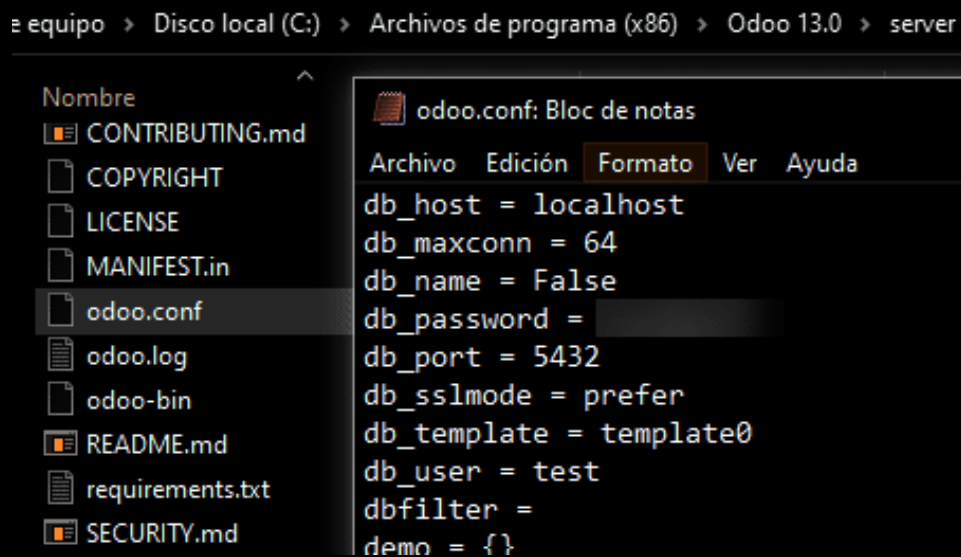 e equipo > Disco local (C:) > Archivos de programa (x86) > Odoo 13.0 > server
Nombre
CONTRIBUTING.md
COPYRIGHT
LICENSE
MANIFEST.in
odoo.conf
odoo.log
odoo-bin
README.md
requirements.txt
SECURITY.md
odoo.conf: Bloc de notas
Archivo Edición Formato Ver Ayuda
db_host = localhost
db_maxconn = 64
db_name = False
db_password =
db_port = 5432
db_sslmode = prefer
db_template = template0
db_user = test
dbfilter =
demo = {}